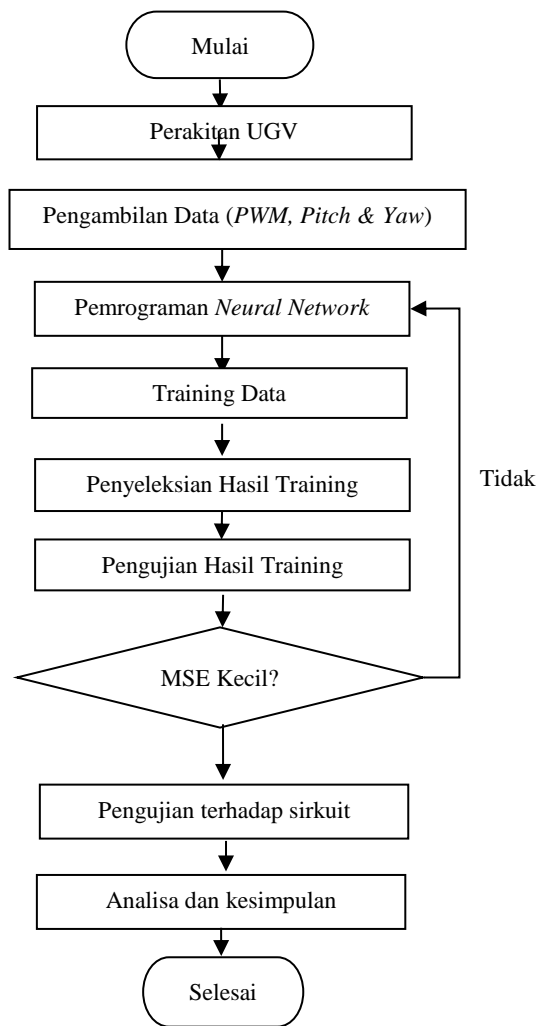 Mulai
Perakitan UGV
Pengambilan Data (PWM, Pitch & Yaw)
Pemrograman Neural Network
Training Data
Penyeleksian Hasil Training
Tidak
Pengujian Hasil Training
MSE Kecil?
Pengujian terhadap sirkuit
Analisa dan kesimpulan
Selesai